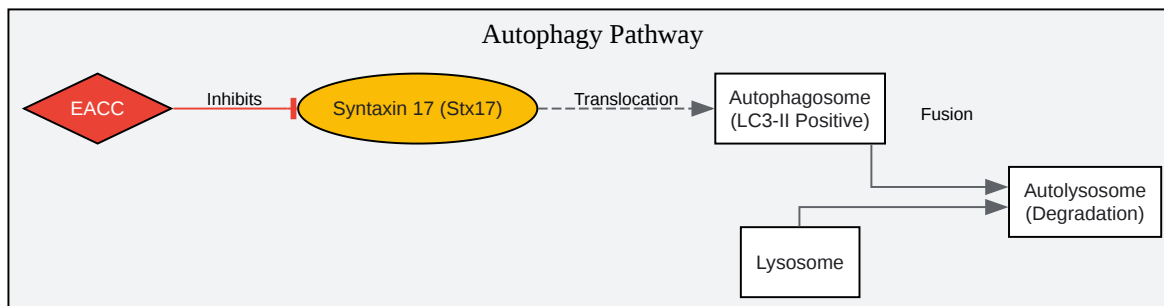 Autophagy Pathway
EACC
Inhibits
Syntaxin 17 (Stx17)
Translocation
Autophagosome
(LC3-II Positive)
Fusion
Autolysosome
(Degradation)
Lysosome